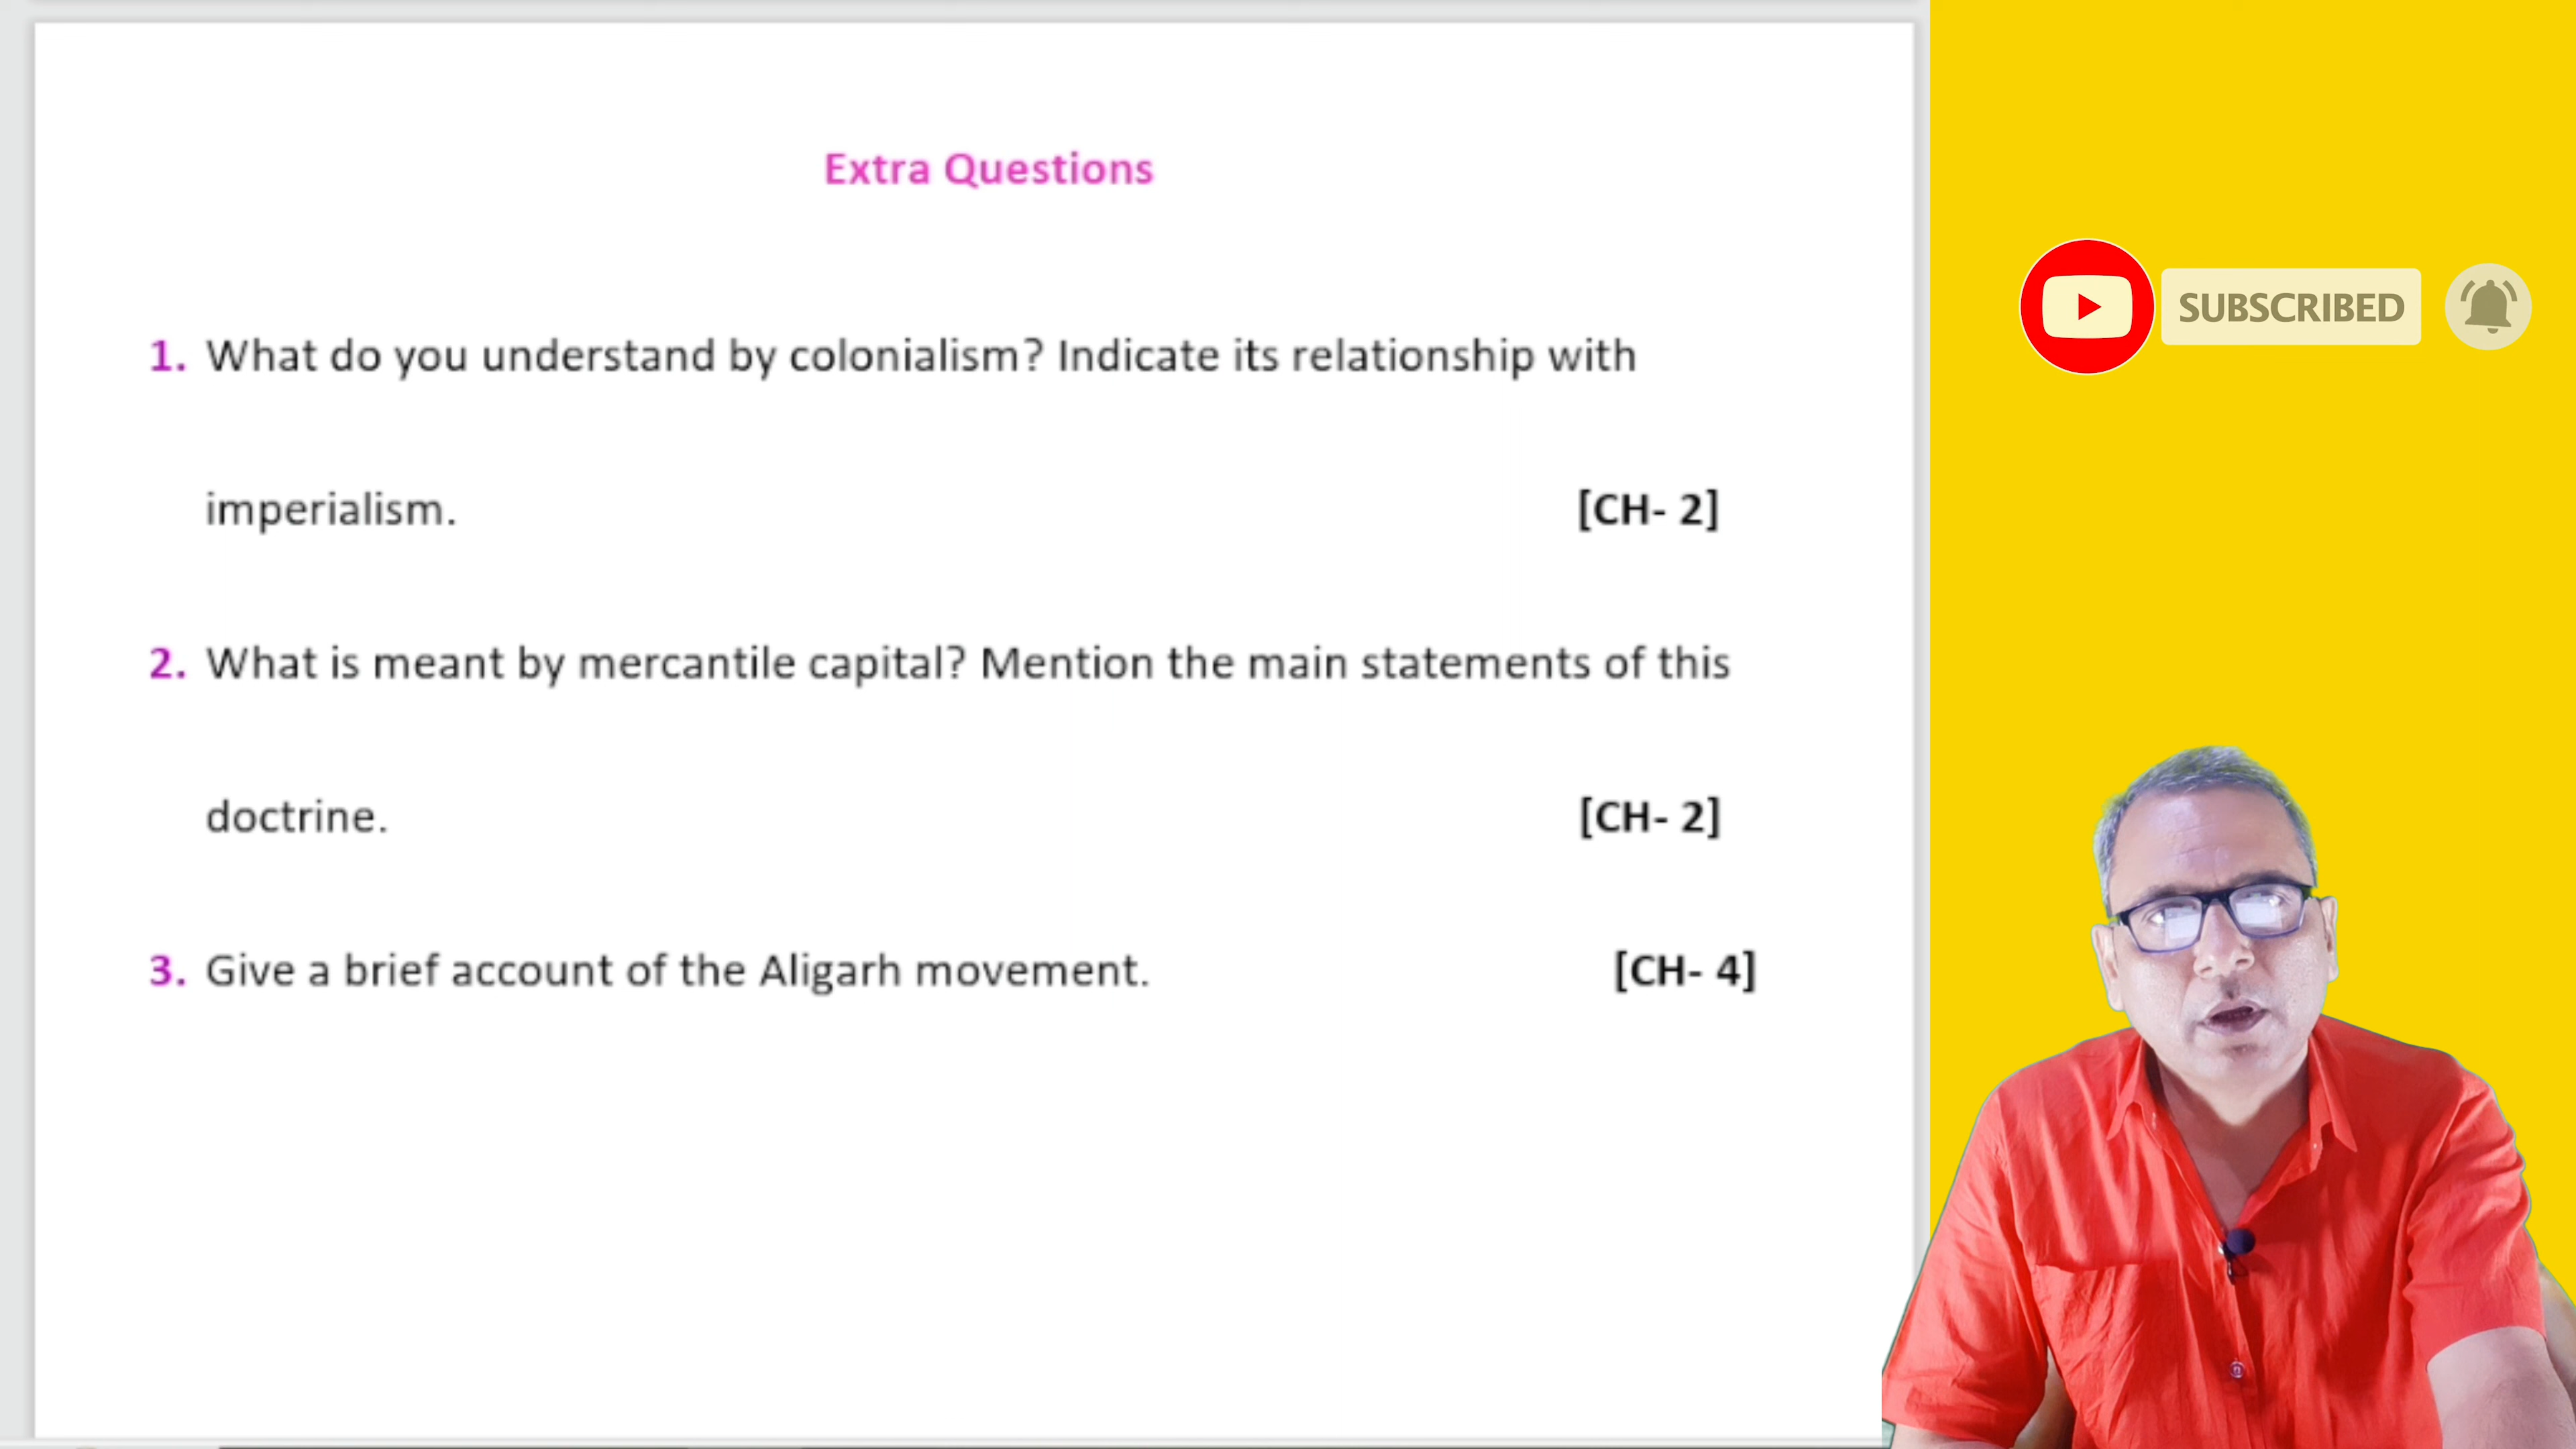 Extra Questions
1. What do you understand by colonialism? Indicate its relationship with
imperialism. [CH- 2]
2. What is meant by mercantile capital? Mention the main statements of this
doctrine. [CH- 2]
3. Give a brief account of the Aligarh movement. [CH- 4]
SUBSCRIBED